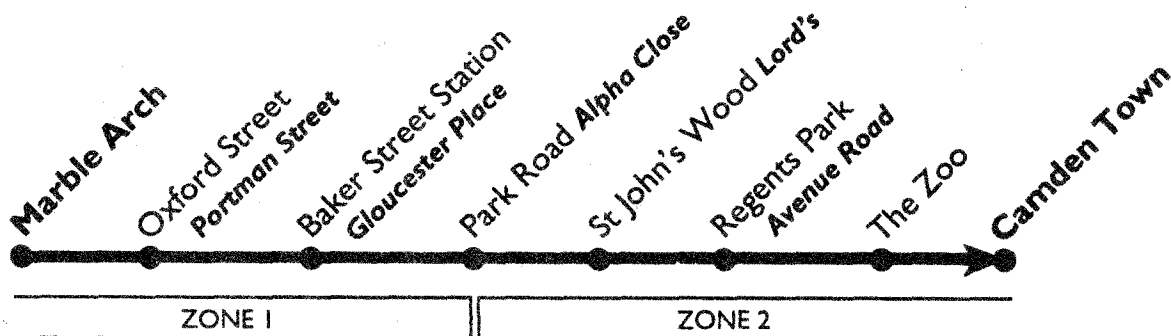 Marble Arch
Oxford Street
Portman Street
Baker Street Station
Gloucester Place
Park Road Alpha Close
St John's Wood Lord's
Regents Park
Avenue Road
The Zoo
Camden Town
ZONE 1
ZONE 2